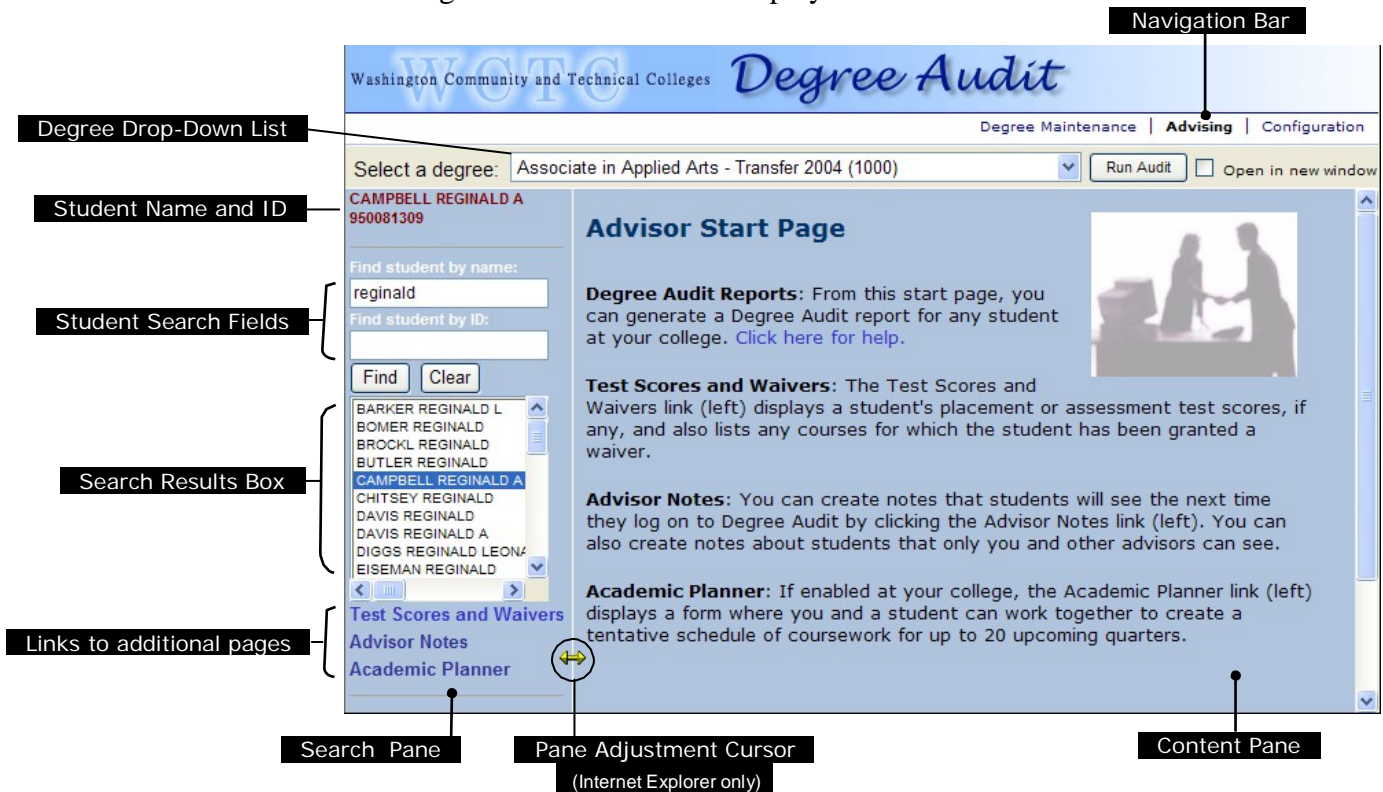 Navigation Bar
WCTC
Washington Community and Technical Colleges Degree Audit
Degree Drop-Down List
Degree Maintenance | Advising | Configuration
Select a degree: Associate in Applied Arts - Transfer 2004 (1000) Run Audit Open in new window
Student Name and ID
CAMPBELL REGINALD A
950081309
Find student by name:
reginald
Student Search Fields
Find student by ID:
Find Clear
Search Results Box
BARKER REGINALD L
BOMER REGINALD
BROCKL REGINALD
BUTLER REGINALD
CAMPBELL REGINALD A
CHITSEY REGINALD
DAVIS REGINALD
DAVIS REGINALD A
DIGGS REGINALD LEONA
EISEMAN REGINALD
Links to additional pages
Test Scores and Waivers
Advisor Notes
Academic Planner
Advisor Start Page
Degree Audit Reports: From this start page, you
can generate a Degree Audit report for any student
at your college. Click here for help.
Test Scores and Waivers: The Test Scores and
Waivers link (left) displays a student's placement or assessment test scores, if
any, and also lists any courses for which the student has been granted a
waiver.
Advisor Notes: You can create notes that students will see the next time
they log on to Degree Audit by clicking the Advisor Notes link (left). You can
also create notes about students that only you and other advisors can see.
Academic Planner: If enabled at your college, the Academic Planner link (left)
displays a form where you and a student can work together to create a
tentative schedule of coursework for up to 20 upcoming quarters.
Search Pane
Pane Adjustment Cursor
(Internet Explorer only)
Content Pane